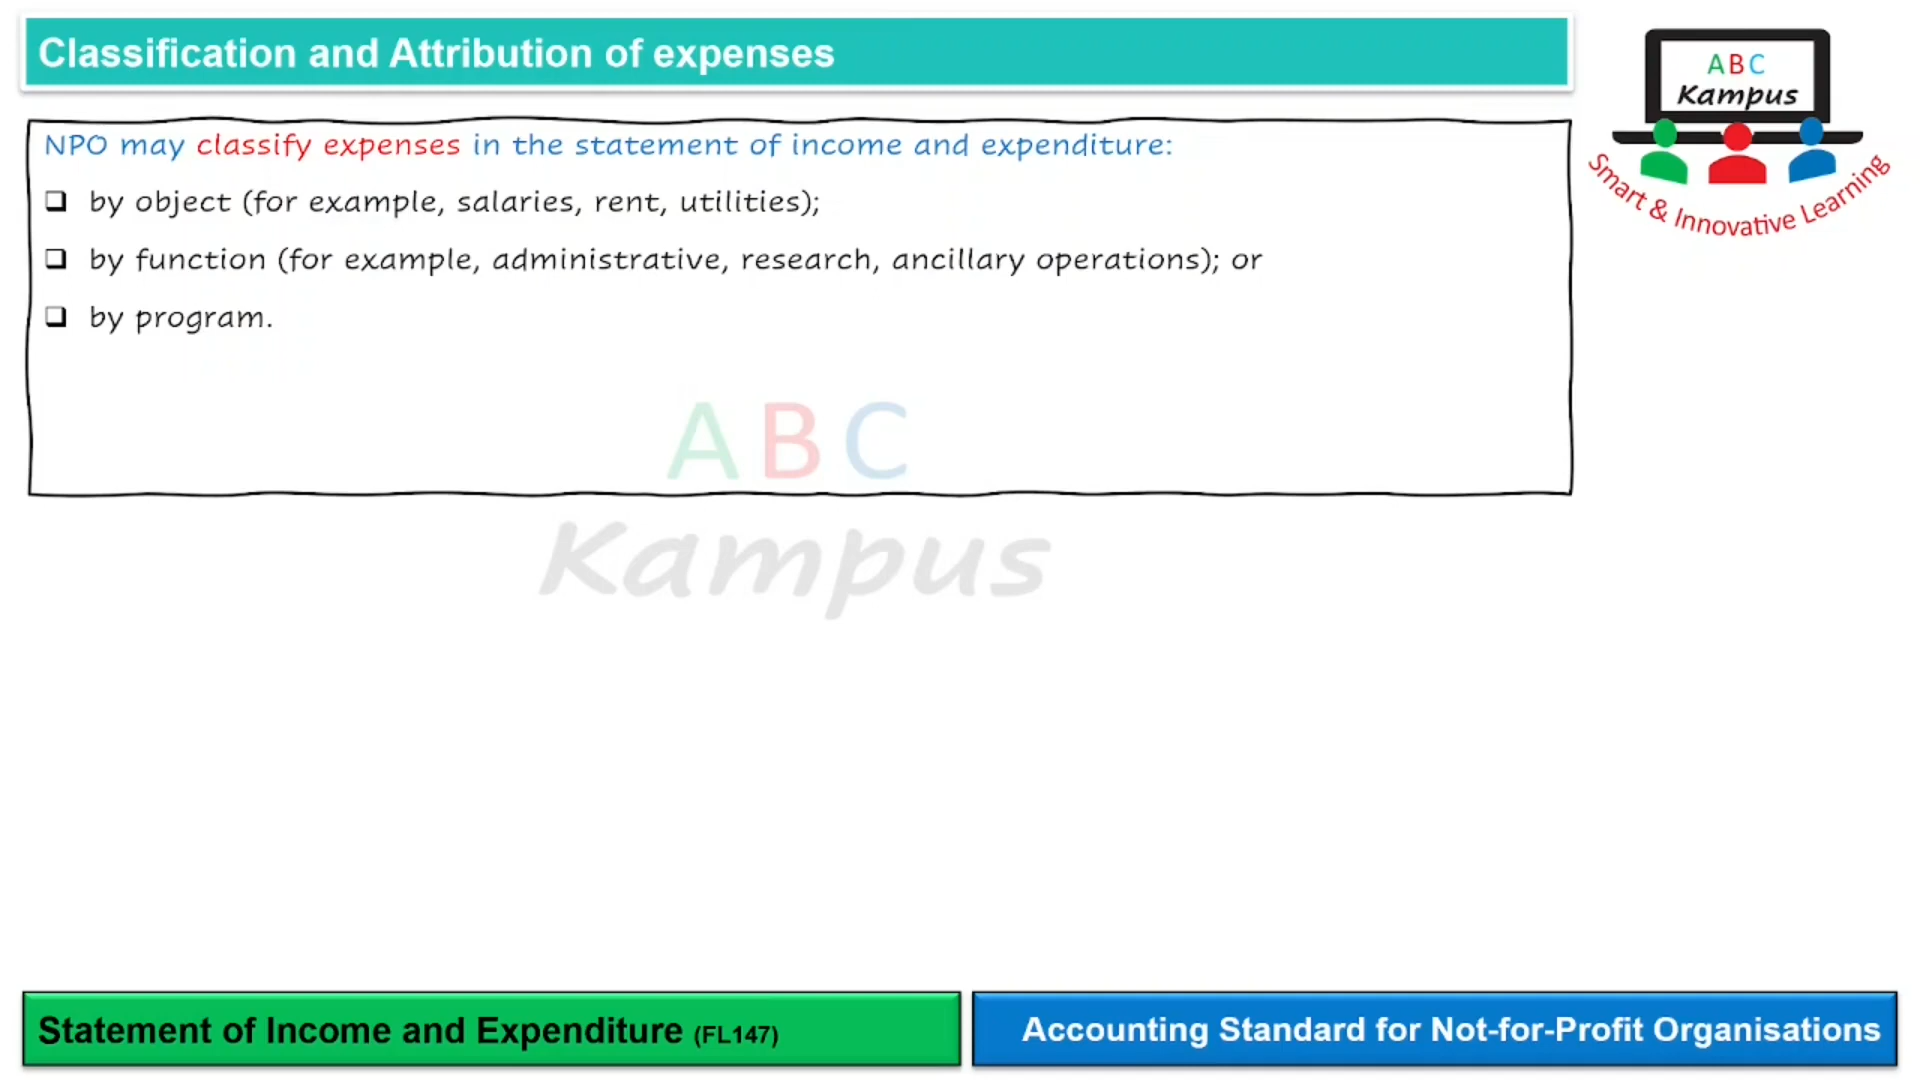 Classification and Attribution of expenses
ABC
Kampus
Smart & Innovative Learning
NPO may classify expenses in the statement of income and expenditure:
❑ by object (for example, salaries, rent, utilities);
❑ by function (for example, administrative, research, ancillary operations); or
❑ by program.
ABC
Kampus
Statement of Income and Expenditure (FL147)
Accounting Standard for Not-for-Profit Organisations